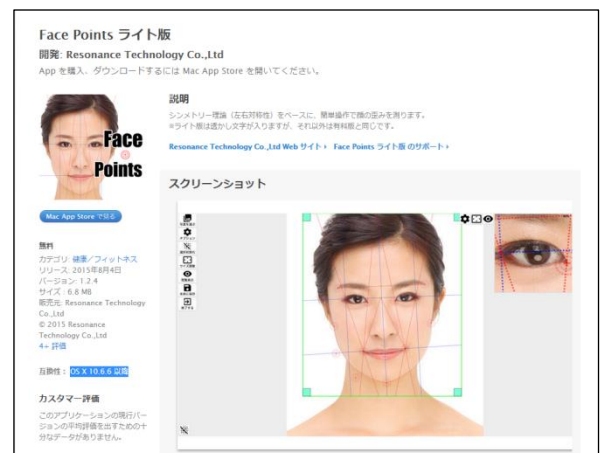 Face Points ライト版
開発: Resonance Technology Co.,Ltd
App を購入、ダウンロードするには Mac App Store を開いてください。
Face
Points
Mac App Store で見る
無料
カテゴリ: 健康／フィットネス
リリース: 2015年8月4日
バージョン: 1.2.4
サイズ : 6.8 MB
販売元: Resonance Technology
Co.,Ltd
© 2015 Resonance
Technology Co.,Ltd
4+ 評価
互換性： OS X 10.6.6 以降
カスタマー評価
このアプリケーションの現行バー
ジョンの平均評価を出すための十
分なデータがありません。
説明
シンメトリー理論（左右対称性）をベースに、簡単操作で顔の歪みを測ります。
※ライト版は透かし文字が入りますが、それ以外は有料版と同じです。
Resonance Technology Co.,Ltd Web サイト
Face Points ライト版 のサポート
スクリーンショット